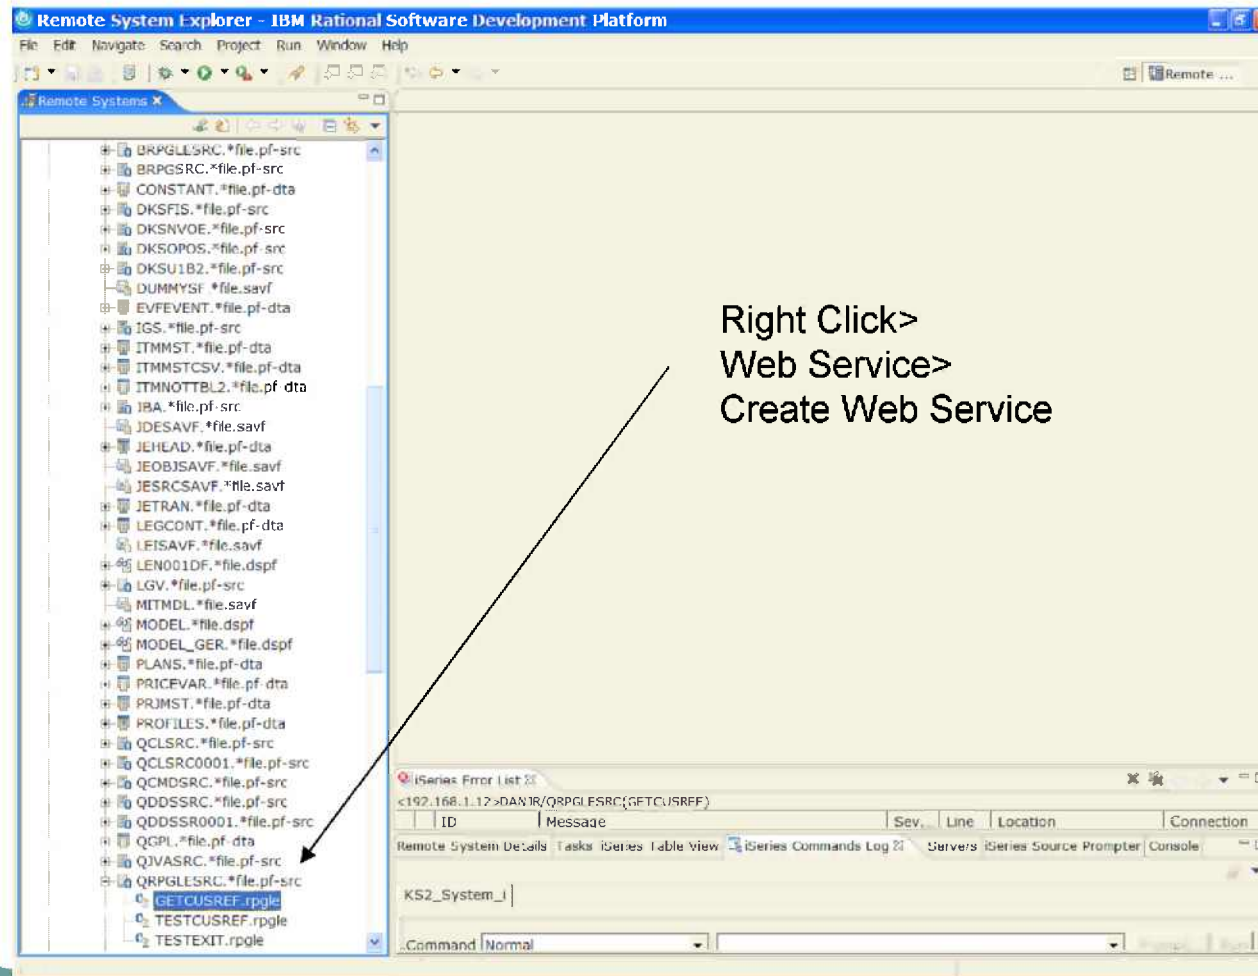 Remote System Explorer - IBM Rational Software Development Platform
File Edit Navigate Search Project Run Window Help
Remote ...
Remote Systems
BRPGLESRC.*file.pf-src
BRPGSRC.*file.pf-src
CONSTANT.*file.pf-dta
DKSFIS.*file.pf-src
DKSNVOE.*file.pf-src
DKSOPOS.*file.pf-src
DKSU1B2.*file.pf-src
DUMMYSF.*file.savf
EVFEVENT.*file.pf-dta
IGS.*file.pf-src
ITMMST.*file.pf-dta
ITMMSTCSV.*file.pf-dta
ITMNOTTBL2.*file.pf-dta
JBA.*file.pf-src
JDESAVF.*file.savf
JEHEAD.*file.pf-dta
JEOBJSAVF.*file.savf
JESRCSAVF.*file.savf
JETRAN.*file.pf-dta
LEGCONT.*file.pf-dta
LEISAVF.*file.savf
LEN001DF.*file.dspf
LGV.*file.pf-src
MITMDL.*file.savf
MODEL.*file.dspf
MODEL_GER.*file.dspf
PLANS.*file.pf-dta
PRICEVAR.*file.pf-dta
PRJMST.*file.pf-dta
PROFILES.*file.pf-dta
QCLSRC.*file.pf-src
QCLSRC0001.*file.pf-src
QCMDSRC.*file.pf-src
QDDSSRC.*file.pf-src
QDDSSR0001.*file.pf-src
QGPL.*file.pf-dta
QJVASRC.*file.pf-src
QRPGLESRC.*file.pf-src
GETCUSREF.rpgle
TESTCUSREF.rpgle
TESTEXIT.rpgle
Right Click>
Web Service>
Create Web Service
iSeries Error List
<192.168.1.12>DANJR/QRPGLESRC(GETCUSREF)
ID Message Sev... Line Location Connection
Remote System Details Tasks iSeries Table View iSeries Commands Log Servers iSeries Source Prompter Console
KS2_System_i
Command Normal